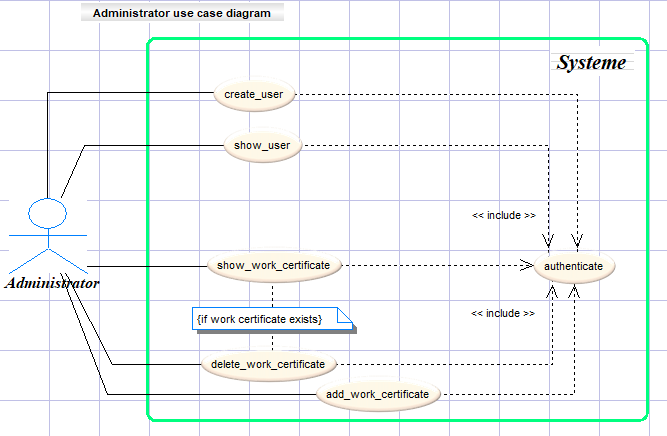 Administrator use case diagram
Systeme
create_user
show_user
<< include >>
show_work_certificate
authenticate
Administrator
{if work certificate exists}
<< include >>
delete_work_certificate
add_work_certificate